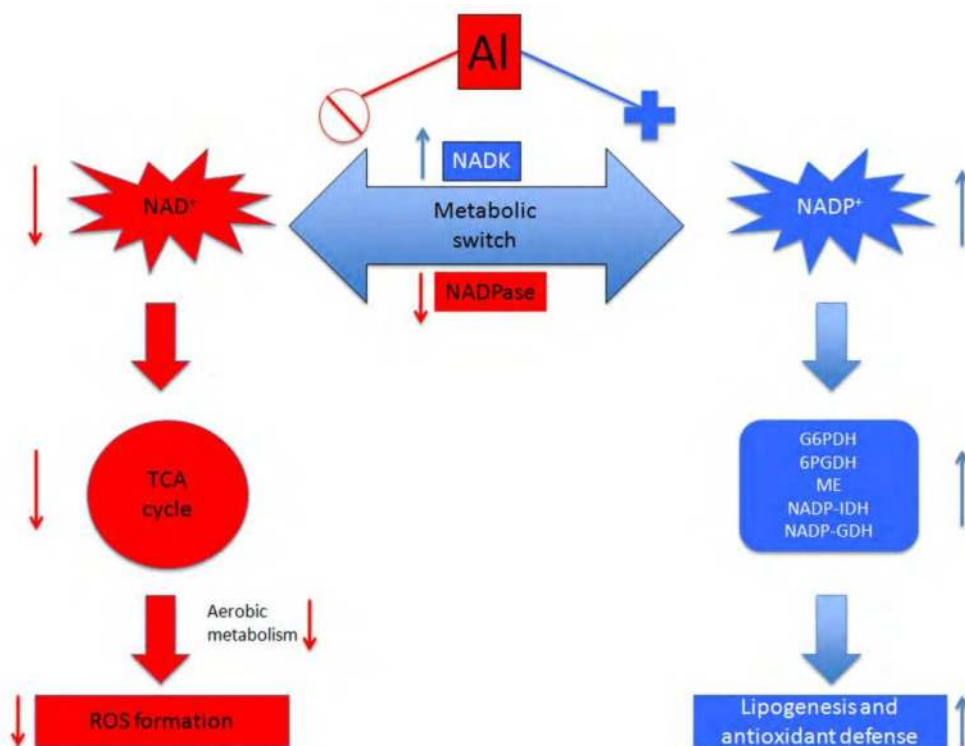 Al
NADK
NAD⁺
Metabolic
switch
NADP⁺
NADPase
TCA
cycle
G6PDH
6PGDH
ME
NADP-IDH
NADP-GDH
Aerobic
metabolism
ROS formation
Lipogenesis and
antioxidant defense